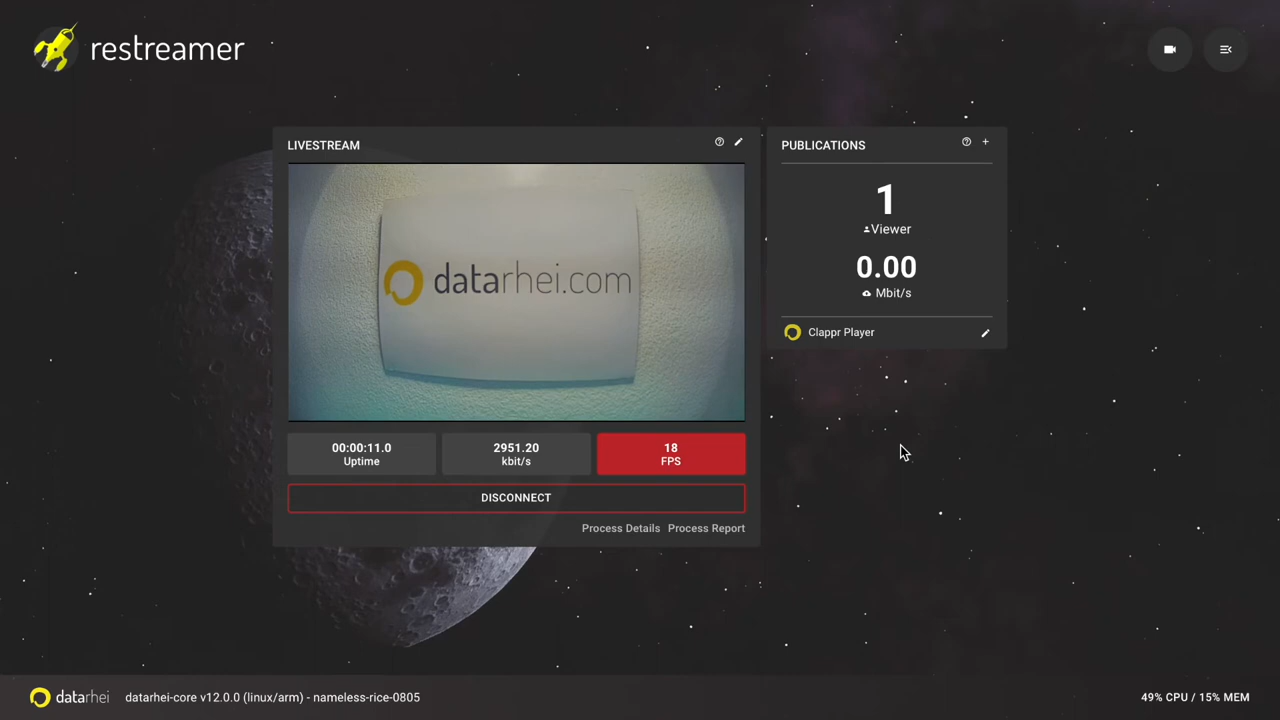 restreamer
LIVESTREAM
datarhei.com
00:00:11.0
Uptime
2951.20
kbit/s
18
FPS
DISCONNECT
Process Details Process Report
PUBLICATIONS
1
Viewer
0.00
Mbit/s
Clappr Player
datarhei
datarhei-core v12.0.0 (linux/arm) - nameless-rice-0805
49% CPU / 15% MEM